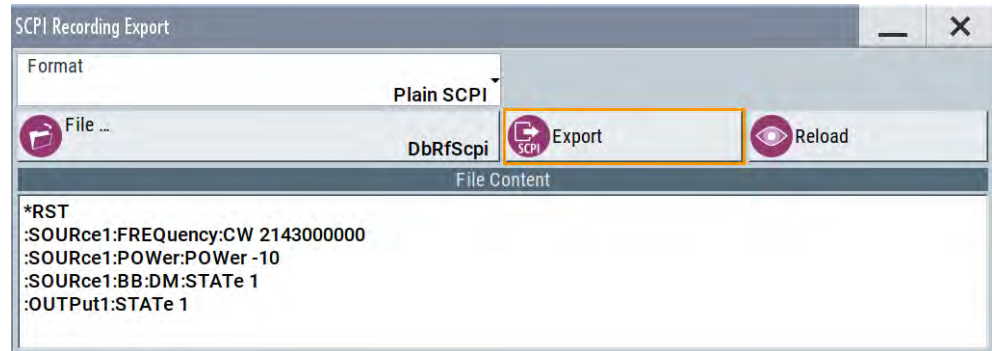 SCPI Recording Export
Format
Plain SCPI
File ...
DbRfScpi
SCPI
Export
Reload
File Content
*RST
:SOURce1:FREQuency:CW 2143000000
:SOURce1:POWer:POWer -10
:SOURce1:BB:DM:STATe 1
:OUTPut1:STATe 1